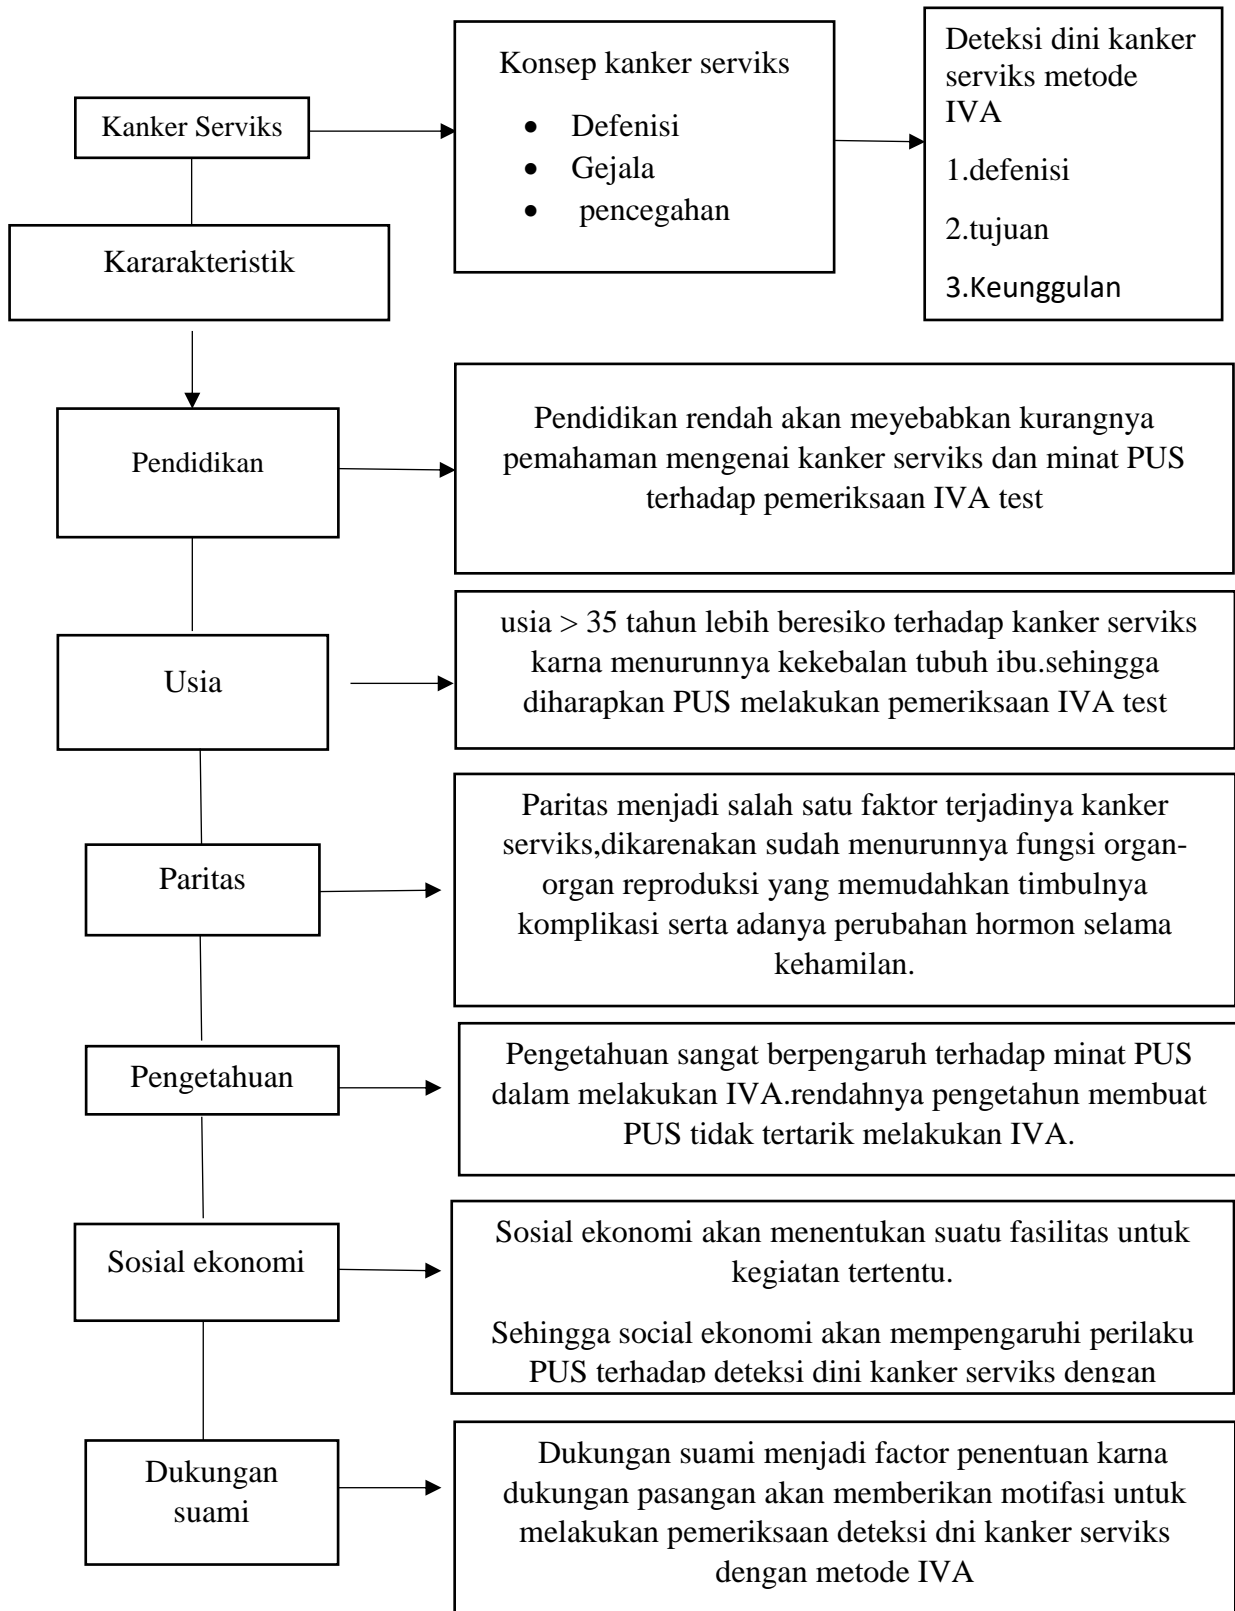 Kanker Serviks
Konsep kanker serviks
• Defenisi
• Gejala
• pencegahan
Deteksi dini kanker
serviks metode
IVA
1.defenisi
2.tujuan
3.Keunggulan
Kararakteristik
Pendidikan
Pendidikan rendah akan meyebabkan kurangnya
pemahaman mengenai kanker serviks dan minat PUS
terhadap pemeriksaan IVA test
Usia
usia > 35 tahun lebih beresiko terhadap kanker serviks
karna menurunnya kekebalan tubuh ibu.sehingga
diharapkan PUS melakukan pemeriksaan IVA test
Paritas
Paritas menjadi salah satu faktor terjadinya kanker
serviks,dikarenakan sudah menurunnya fungsi organ-
organ reproduksi yang memudahkan timbulnya
komplikasi serta adanya perubahan hormon selama
kehamilan.
Pengetahuan
Pengetahuan sangat berpengaruh terhadap minat PUS
dalam melakukan IVA.rendahnya pengetahun membuat
PUS tidak tertarik melakukan IVA.
Sosial ekonomi
Sosial ekonomi akan menentukan suatu fasilitas untuk
kegiatan tertentu.
Sehingga social ekonomi akan mempengaruhi perilaku
PUS terhadap deteksi dini kanker serviks dengan
Dukungan
suami
Dukungan suami menjadi factor penentuan karna
dukungan pasangan akan memberikan motifasi untuk
melakukan pemeriksaan deteksi dni kanker serviks
dengan metode IVA